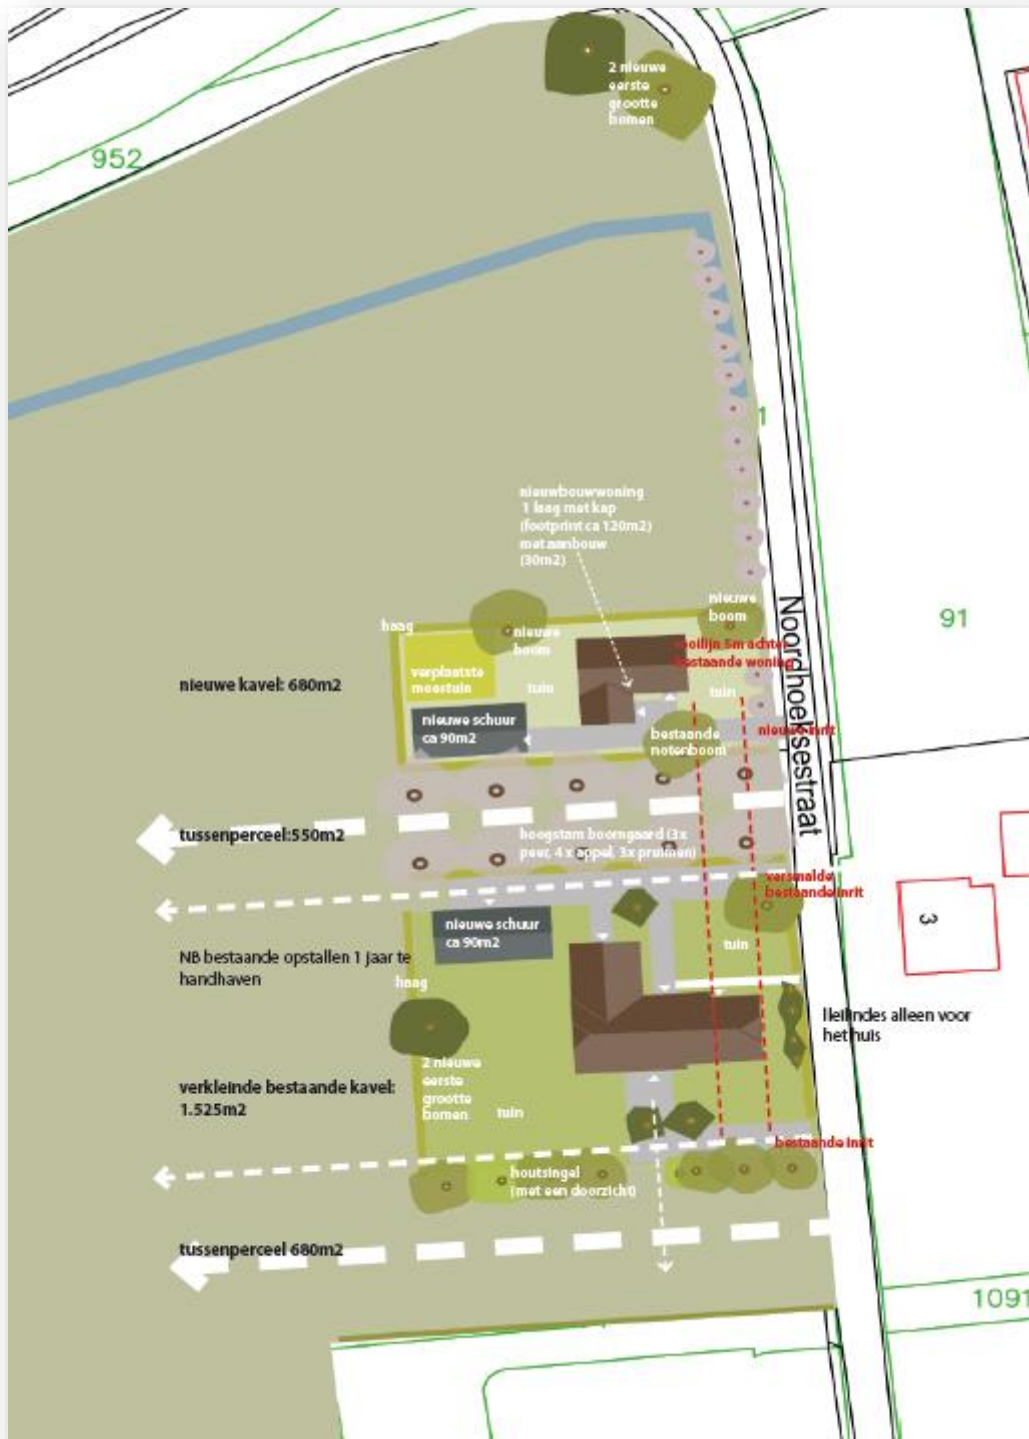 2 nieuwe
eerste
grootte
bomen
952
1
nieuwbouwwoning
1 laag met kap
(footprint ca 120m2)
met aanbouw
(30m2)
nieuwe
boom
91
haag
nieuwe
boom
rooilijn 5m achter
bestaande woning
verplaatste
moestuin
tuin
tuin
nieuwe kavel: 680m2
nieuwe schuur
ca 90m2
bestaande
notenboom
nieuwe inrit
Noordhoeksestraat
tussenperceel:550m2
hoogstam boomgaard (3x
peer, 4 x appel, 3x pruimen)
versmalde
bestaande inrit
3
nieuwe schuur
ca 90m2
tuin
NB bestaande opstallen 1 jaar te
handhaven
haag
lleilindes alleen voor
het huis
2 nieuwe
eerste
grootte
bomen
tuin
verkleinde bestaande kavel:
1.525m2
bestaande inrit
houtsingel
(met een doorzicht)
tussenperceel 680m2
1091